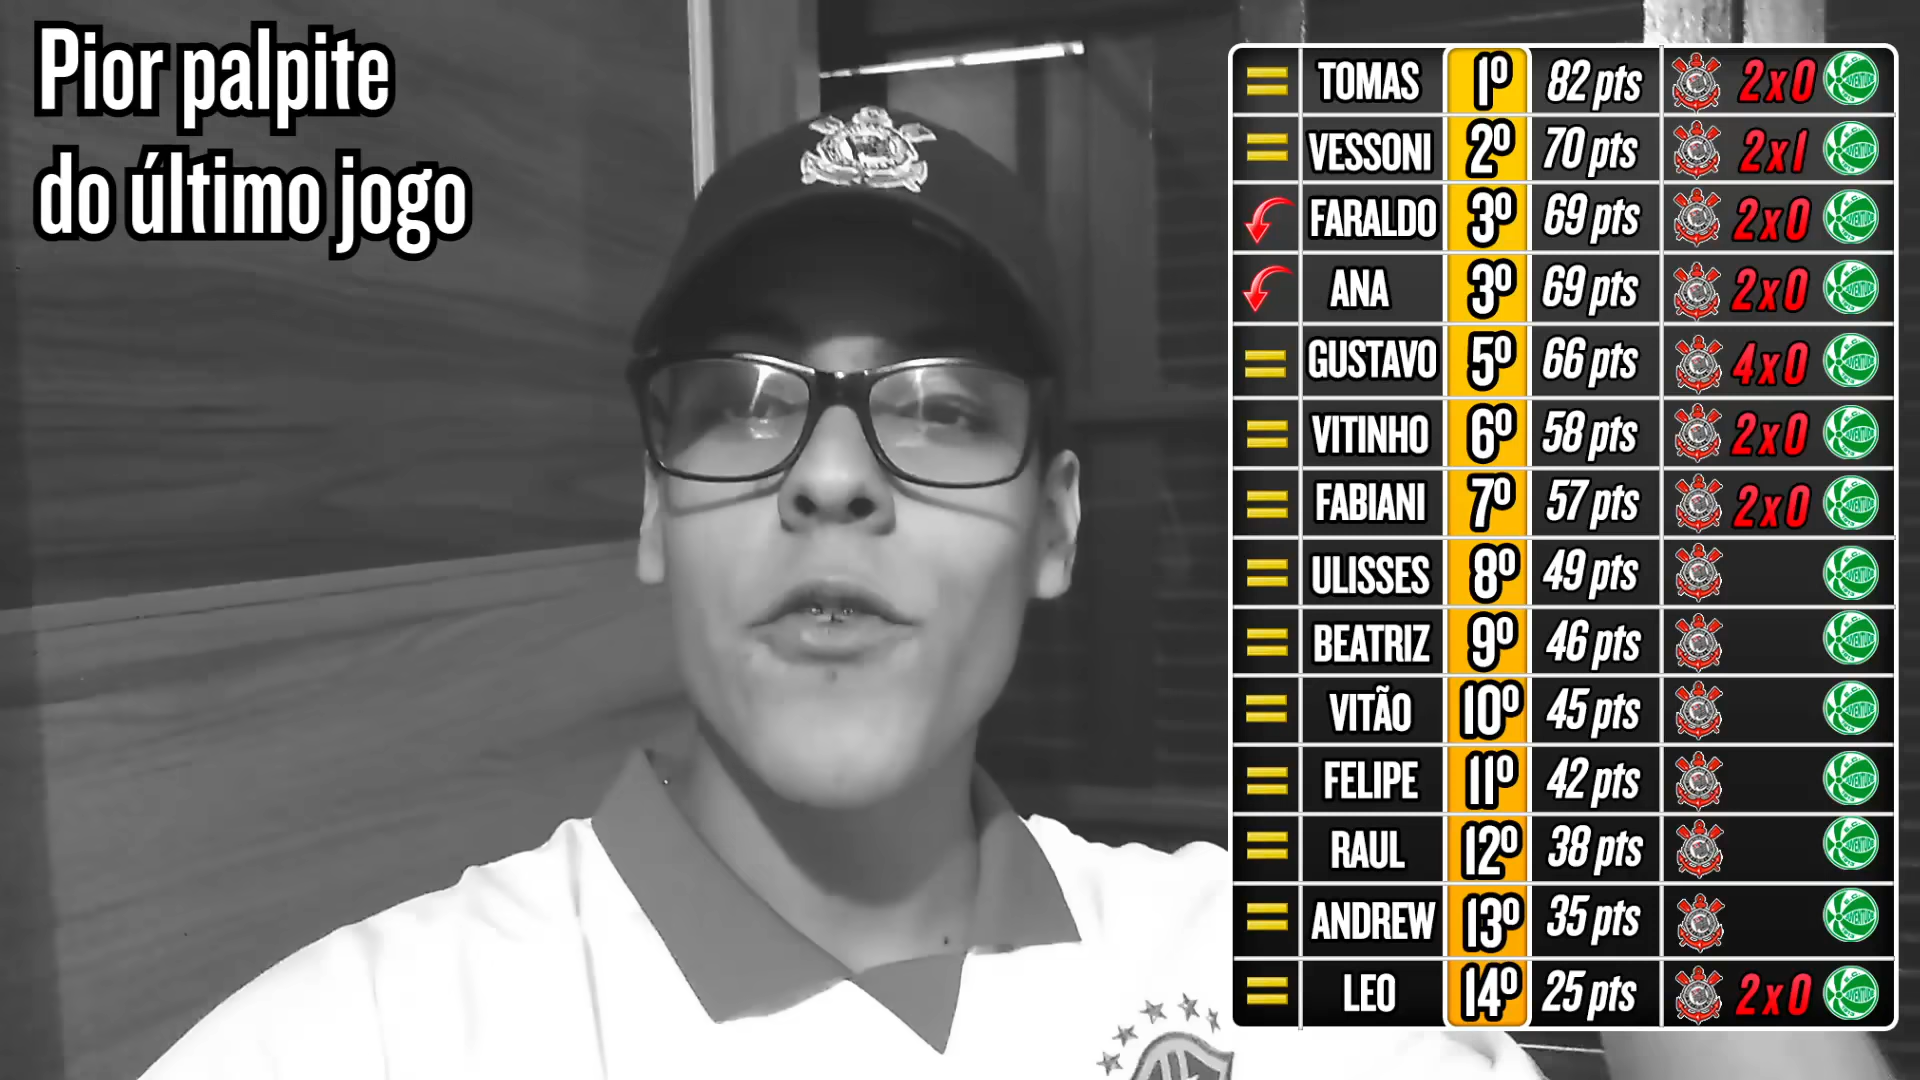 Pior palpite
do último jogo
TOMAS 1º 82 pts 2x0
VESSONI 2º 70 pts 2x1
FARALDO 3º 69 pts 2x0
ANA 3º 69 pts 2x0
GUSTAVO 5º 66 pts 4x0
VITINHO 6º 58 pts 2x0
FABIANI 7º 57 pts 2x0
ULISSES 8º 49 pts
BEATRIZ 9º 46 pts
VITÃO 10º 45 pts
FELIPE 11º 42 pts
RAUL 12º 38 pts
ANDREW 13º 35 pts
LEO 14º 25 pts 2x0